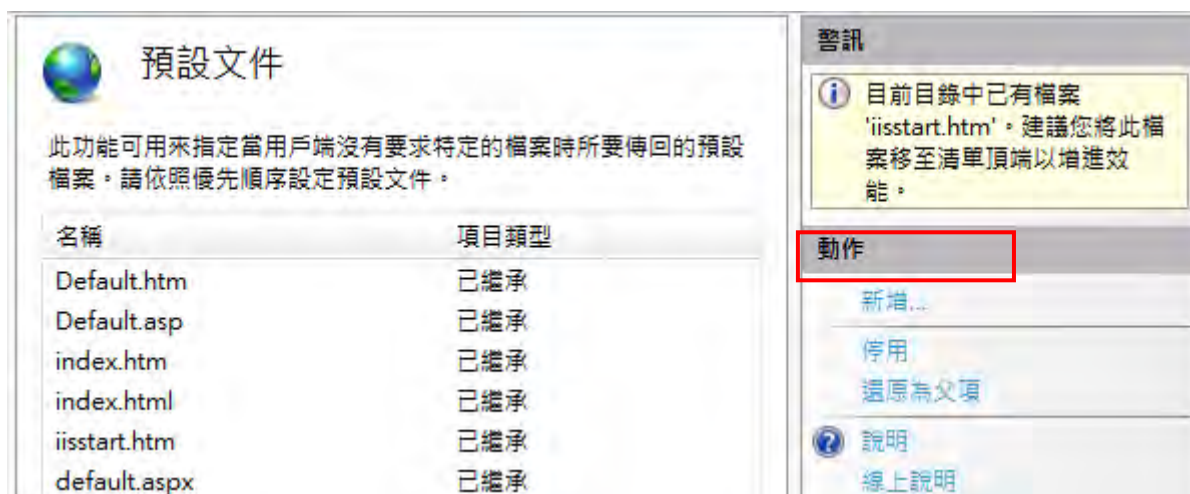 預設文件
此功能可用來指定當用戶端沒有要求特定的檔案時所要傳回的預設
檔案。請依照優先順序設定預設文件。
名稱 項目類型
Default.htm 已繼承
Default.asp 已繼承
index.htm 已繼承
index.html 已繼承
iisstart.htm 已繼承
default.aspx 已繼承
警訊
目前目錄中已有檔案
'iisstart.htm'。建議您將此檔
案移至清單頂端以增進效
能。
動作
新增...
停用
還原為父項
說明
線上說明